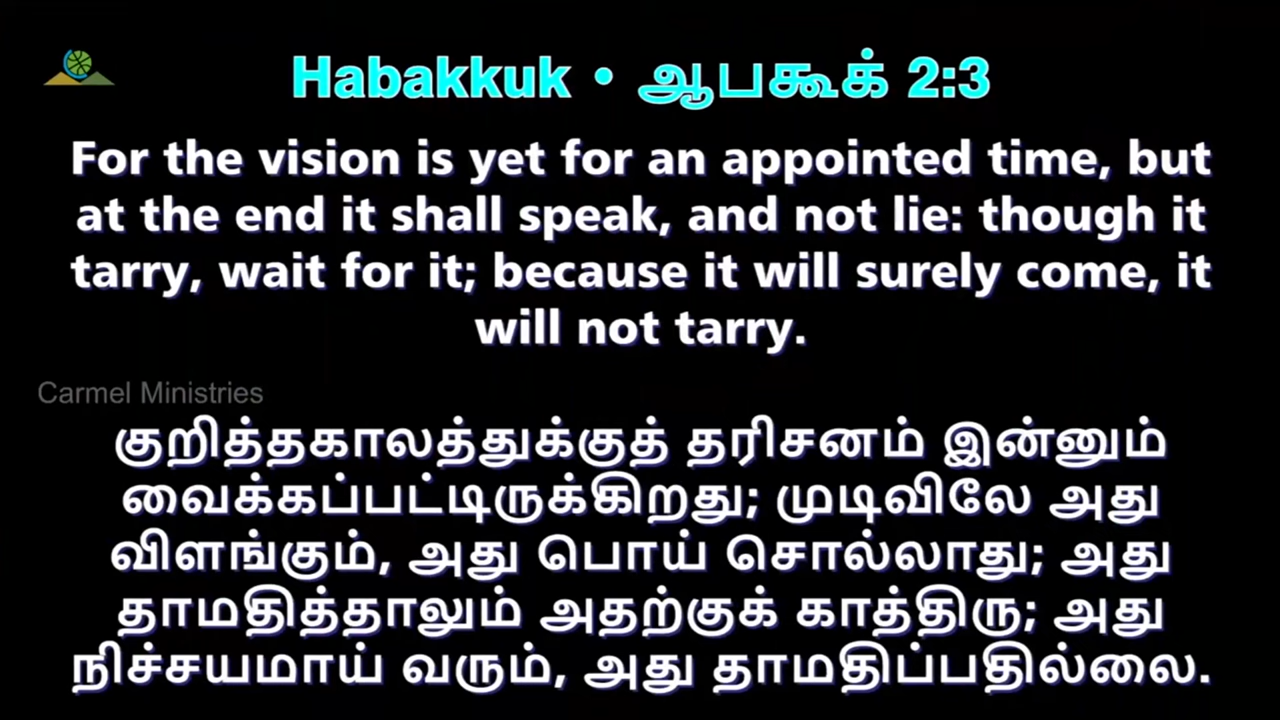 Habakkuk • ஆபகூக் 2:3
For the vision is yet for an appointed time, but
at the end it shall speak, and not lie: though it
tarry, wait for it; because it will surely come, it
will not tarry.
Carmel Ministries
குறித்தகாலத்துக்குத் தரிசனம் இன்னும்
வைக்கப்பட்டிருக்கிறது; முடிவிலே அது
விளங்கும், அது பொய் சொல்லாது; அது
தாமதித்தாலும் அதற்குக் காத்திரு; அது
நிச்சயமாய் வரும், அது தாமதிப்பதில்லை.